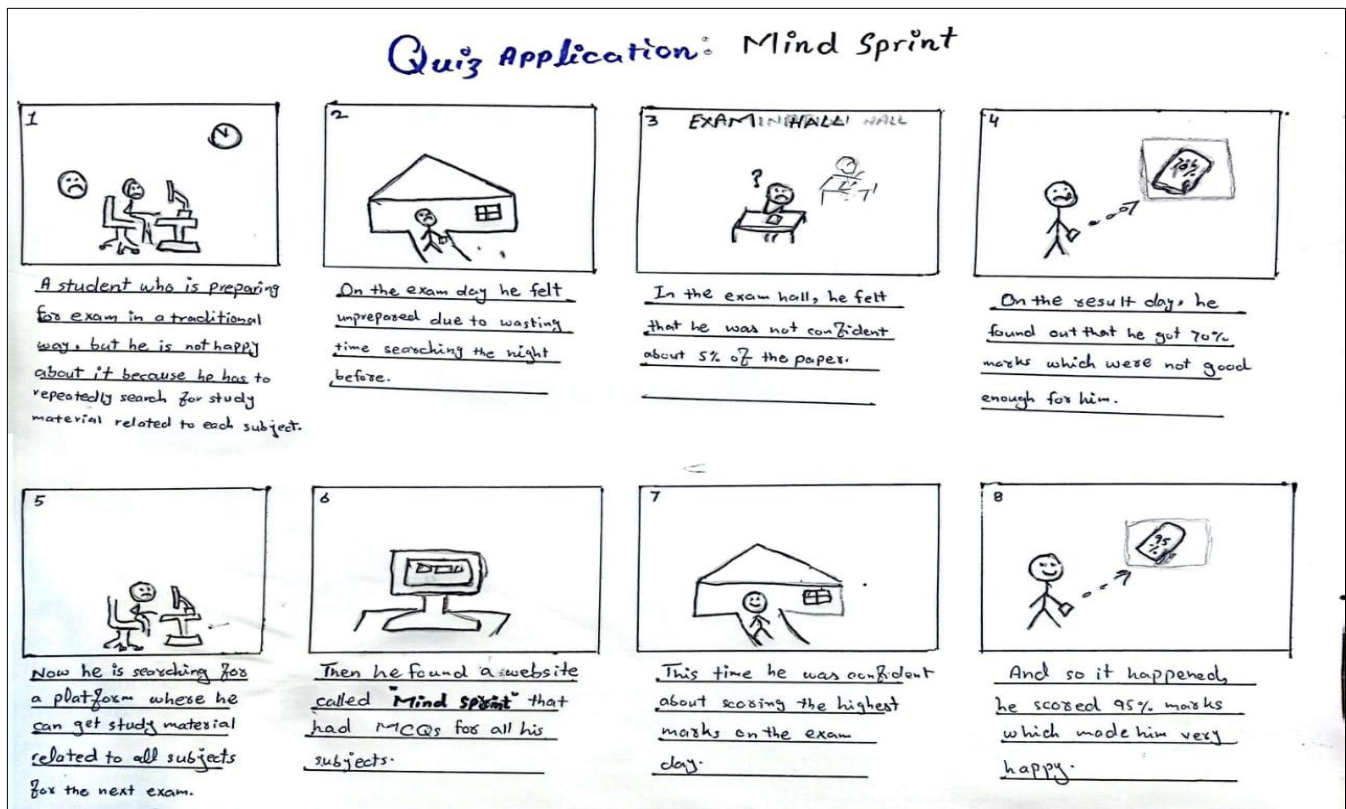 Quiz Application: Mind Sprint
1
A student who is preparing
for exam in a traditional
way, but he is not happy
about it because he has to
repeatedly search for study
material related to each subject.
2
On the exam day he felt
unprepared due to wasting
time searching the night
before.
3
EXAM HALL
HALL
?
In the exam hall, he felt
that he was not confident
about 5% of the paper.
4
70%
On the result day, he
found out that he got 70%
marks which were not good
enough for him.
5
Now he is searching for
a platform where he
can get study material
related to all subjects
for the next exam.
6
Then he found a website
called "Mind Sprint" that
had MCQs for all his
subjects.
7
This time he was confident
about scoring the highest
marks on the exam
day.
8
95
%
And so it happened,
he scored 95% marks
which made him very
happy.